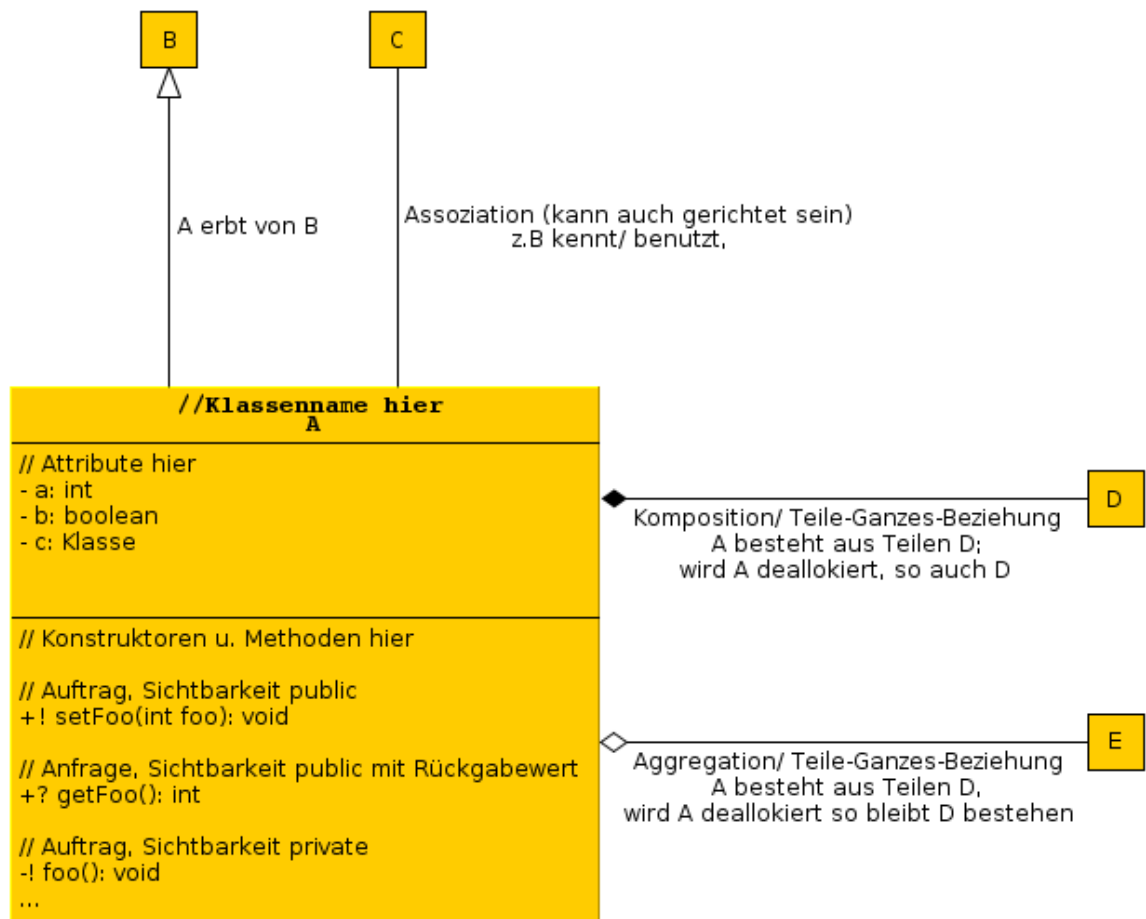 B
C
A erbt von B
Assoziation (kann auch gerichtet sein)
z.B kennt/ benutzt,
//Klassenname hier
A
// Attribute hier
- a: int
- b: boolean
- c: Klasse
D
Komposition/ Teile-Ganzes-Beziehung
A besteht aus Teilen D;
wird A deallokiert, so auch D
// Konstruktoren u. Methoden hier
// Auftrag, Sichtbarkeit public
+! setFoo(int foo): void
// Anfrage, Sichtbarkeit public mit Rückgabewert
+? getFoo(): int
// Auftrag, Sichtbarkeit private
-! foo(): void
...
E
Aggregation/ Teile-Ganzes-Beziehung
A besteht aus Teilen D,
wird A deallokiert so bleibt D bestehen